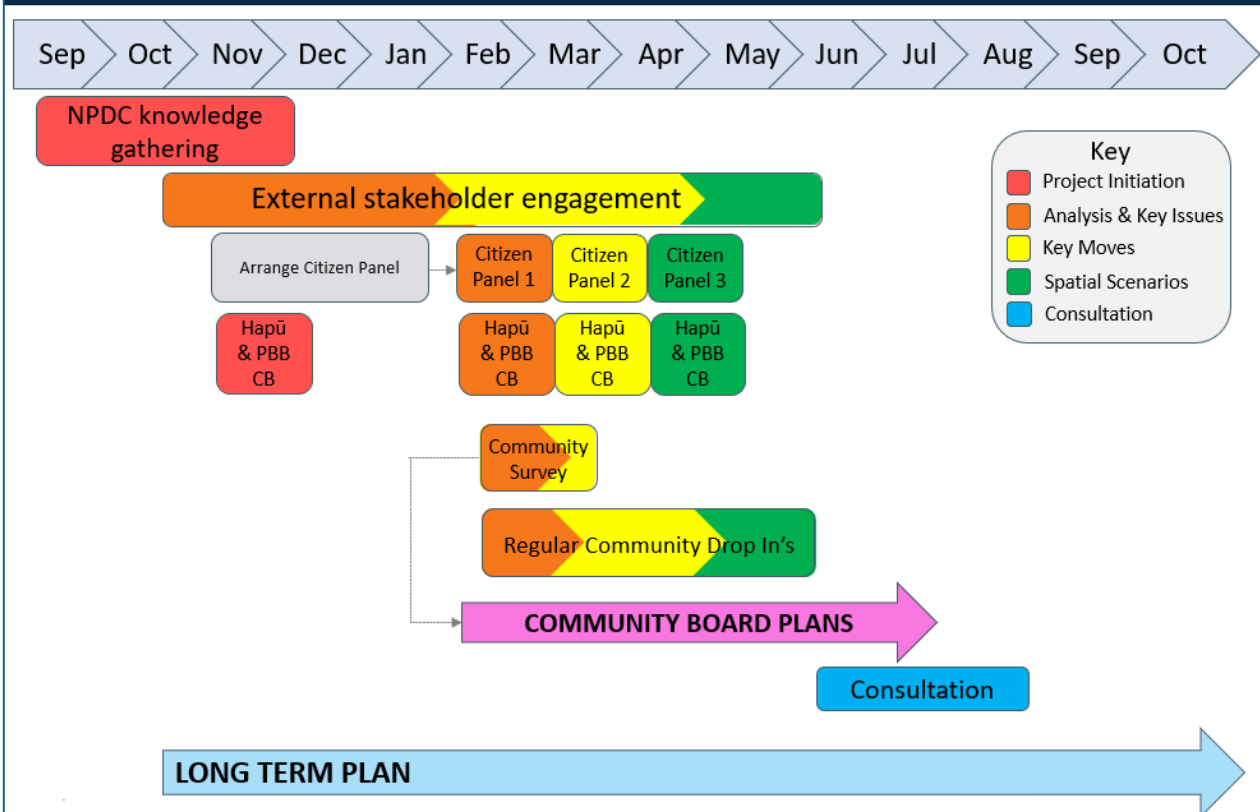 Sep Oct Nov Dec Jan Feb Mar Apr May Jun Jul Aug Sep Oct
NPDC knowledge
gathering
Key
Project Initiation
Analysis & Key Issues
Key Moves
Spatial Scenarios
Consultation
External stakeholder engagement
Arrange Citizen Panel
Citizen
Panel 1
Citizen
Panel 2
Citizen
Panel 3
Hapū
& PBB
CB
Hapū
& PBB
CB
Hapū
& PBB
CB
Hapū
& PBB
CB
Community
Survey
Regular Community Drop In's
COMMUNITY BOARD PLANS
Consultation
LONG TERM PLAN